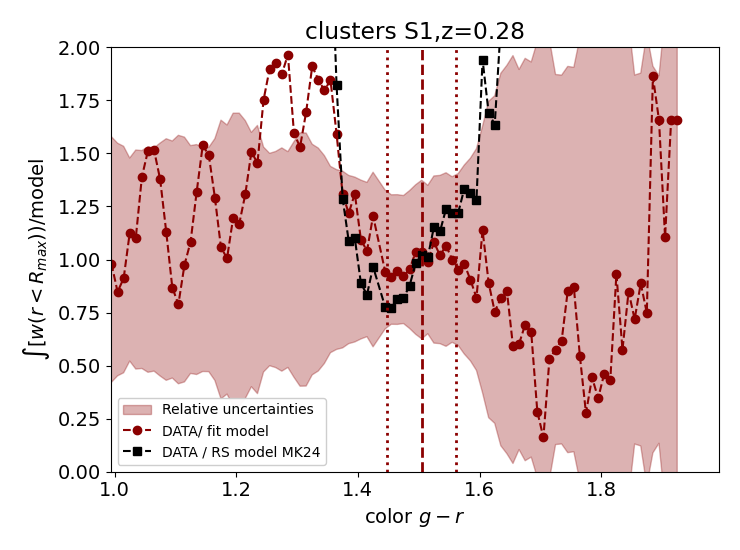 clusters S1,z=0.28
∫[w(r < R_{max}))/model
2.00
1.75
1.50
1.25
1.00
0.75
0.50
0.25
0.00
Relative uncertainties
DATA/ fit model
DATA / RS model MK24
1.0 1.2 1.4 1.6 1.8
color g − r